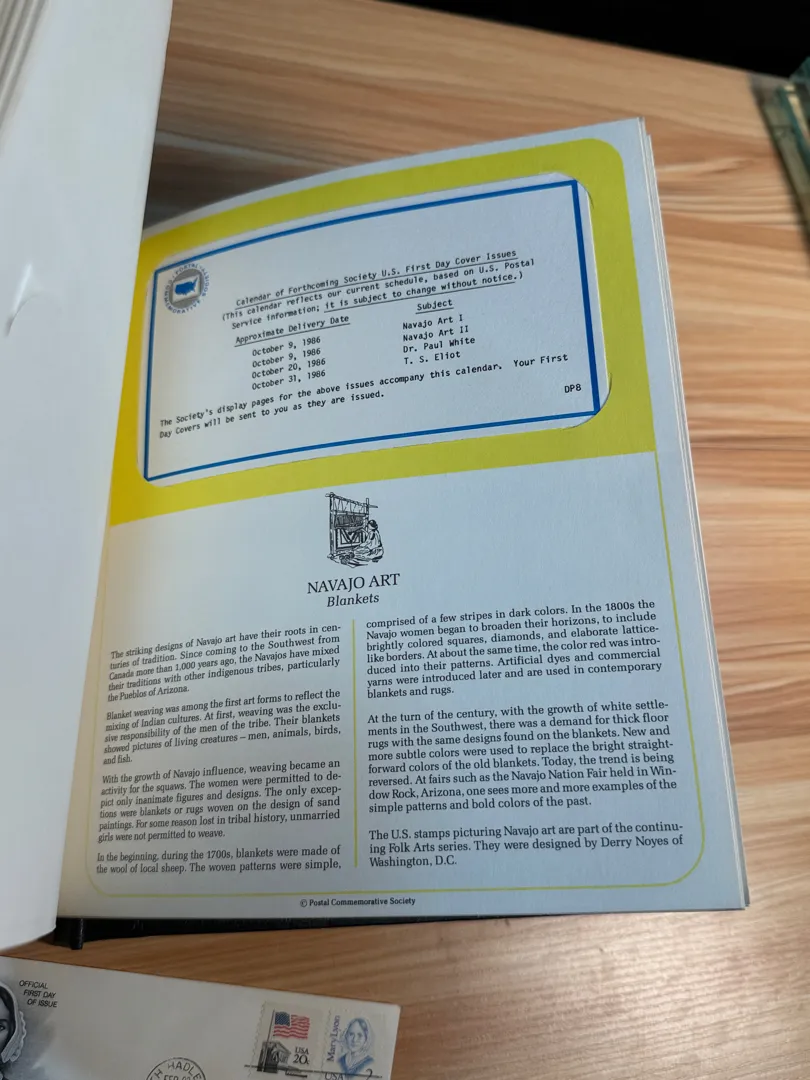 Calendar of Forthcoming Society U.S. First Day Cover Issues
(This calendar reflects our current schedule, based on U.S. Postal
Service information; it is subject to change without notice.)
Approximate Delivery Date Subject
October 9, 1986 Navajo Art I
October 9, 1986 Navajo Art II
October 20, 1986 Dr. Paul White
October 31, 1986 T. S. Eliot
The Society's display pages for the above issues accompany this calendar. Your First
Day Covers will be sent to you as they are issued.
DP8
NAVAJO ART
Blankets
The striking designs of Navajo art have their roots in cen-
turies of tradition. Since coming to the Southwest from
Canada more than 1,000 years ago, the Navajos have mixed
their traditions with other indigenous tribes, particularly
the Pueblos of Arizona.
Blanket weaving was among the first art forms to reflect the
mixing of Indian cultures. At first, weaving was the exclu-
sive responsibility of the men of the tribe. Their blankets
showed pictures of living creatures – men, animals, birds,
and fish.
With the growth of Navajo influence, weaving became an
activity for the squaws. The women were permitted to de-
pict only inanimate figures and designs. The only excep-
tions were blankets or rugs woven on the design of sand
paintings. For some reason lost in tribal history, unmarried
girls were not permitted to weave.
In the beginning, during the 1700s, blankets were made of
the wool of local sheep. The woven patterns were simple,
comprised of a few stripes in dark colors. In the 1800s the
Navajo women began to broaden their horizons, to include
brightly colored squares, diamonds, and elaborate lattice-
like borders. At about the same time, the color red was intro-
duced into their patterns. Artificial dyes and commercial
yarns were introduced later and are used in contemporary
blankets and rugs.
At the turn of the century, with the growth of white settle-
ments in the Southwest, there was a demand for thick floor
rugs with the same designs found on the blankets. New and
more subtle colors were used to replace the bright straight-
forward colors of the old blankets. Today, the trend is being
reversed. At fairs such as the Navajo Nation Fair held in Win-
dow Rock, Arizona, one sees more and more examples of the
simple patterns and bold colors of the past.
The U.S. stamps picturing Navajo art are part of the continu-
ing Folk Arts series. They were designed by Derry Noyes of
Washington, D.C.
© Postal Commemorative Society
OFFICIAL
FIRST DAY
OF ISSUE
USA
20c
Mary Lyon
USA 2
H HADLE